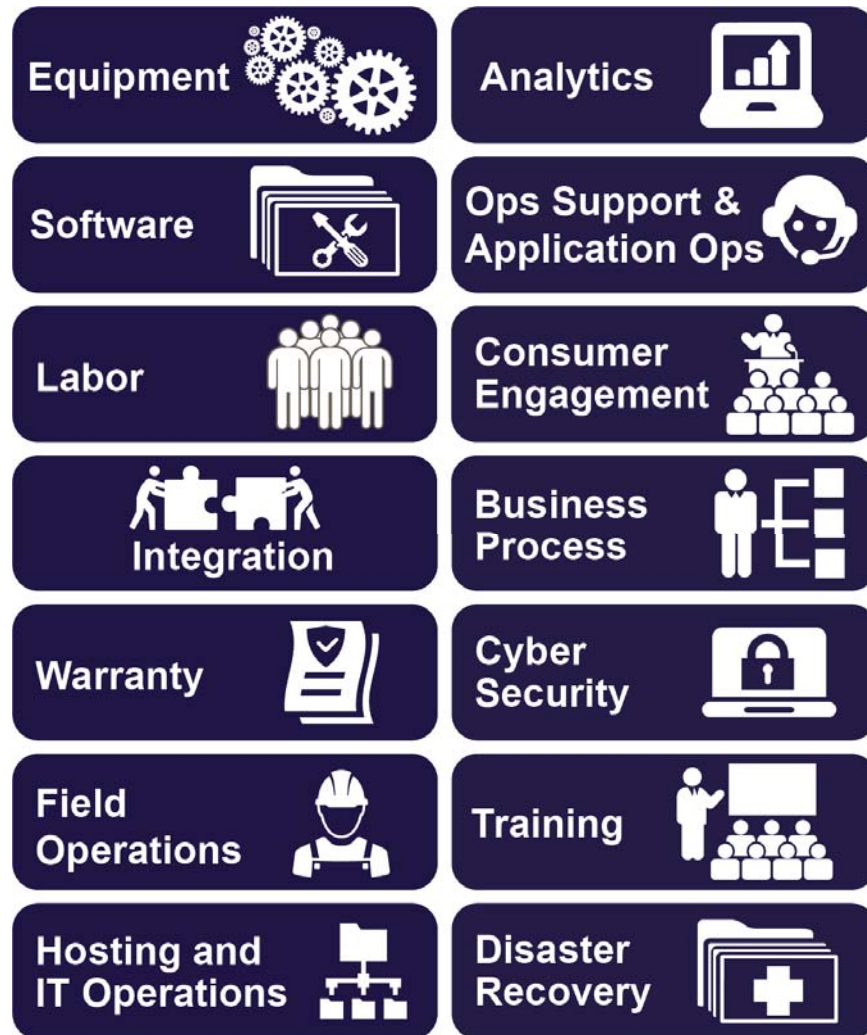 Equipment
Analytics
Software
Ops Support &
Application Ops
Labor
Consumer
Engagement
Integration
Business
Process
Warranty
Cyber
Security
Field
Operations
Training
Hosting and
IT Operations
Disaster
Recovery